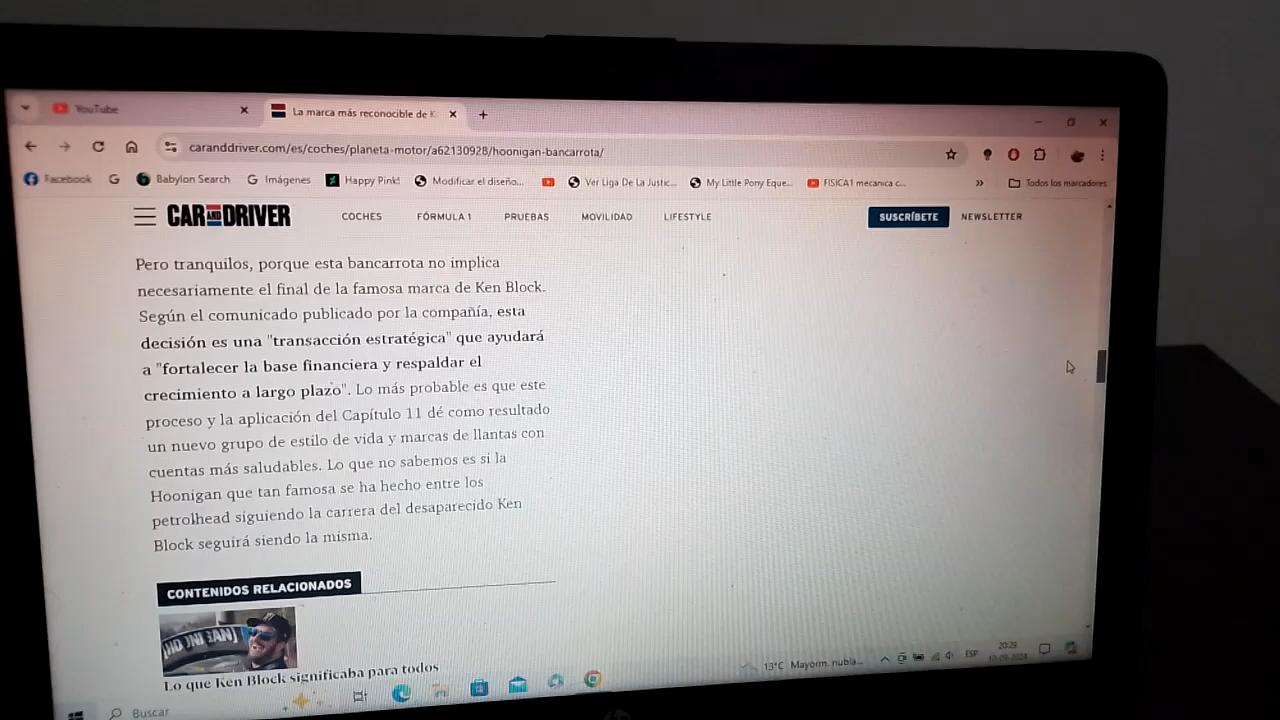 YouTube
La marca más reconocible de K
caranddriver.com/es/coches/planeta-motor/a62130928/hoonigan-bancarrota/
Facebook
Babylon Search
Imágenes
Happy Pink!
Modificar el diseño...
Ver Liga De La Justic...
My Little Pony Eque...
FISICA1 mecanica c...
»
Todos los marcadores
CAR AND DRIVER
COCHES
FÓRMULA 1
PRUEBAS
MOVILIDAD
LIFESTYLE
SUSCRÍBETE
NEWSLETTER
Pero tranquilos, porque esta bancarrota no implica
necesariamente el final de la famosa marca de Ken Block.
Según el comunicado publicado por la compañía, esta
decisión es una "transacción estratégica" que ayudará
a "fortalecer la base financiera y respaldar el
crecimiento a largo plazo". Lo más probable es que este
proceso y la aplicación del Capítulo 11 dé como resultado
un nuevo grupo de estilo de vida y marcas de llantas con
cuentas más saludables. Lo que no sabemos es si la
Hoonigan que tan famosa se ha hecho entre los
petrolhead siguiendo la carrera del desaparecido Ken
Block seguirá siendo la misma.
CONTENIDOS RELACIONADOS
Lo que Ken Block significaba para todos
Buscar
13°C Mayorm. nubla...
ESP
20:29